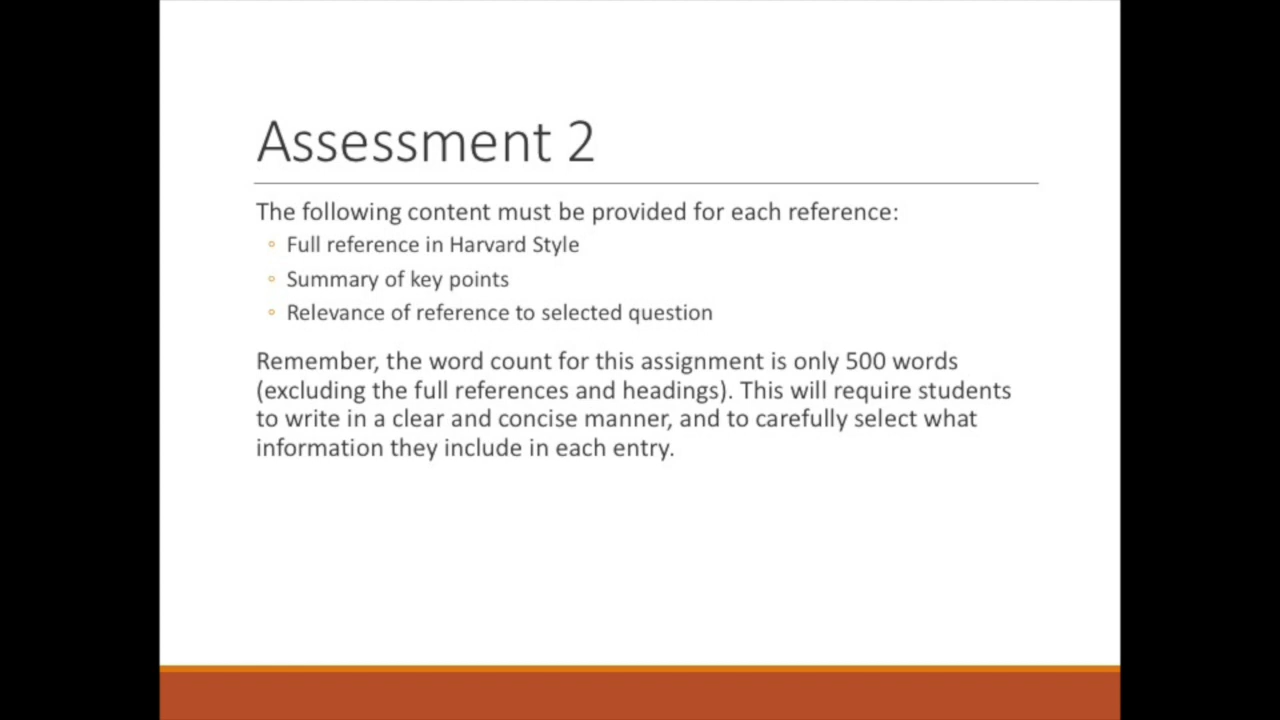 Assessment 2
The following content must be provided for each reference:
◦ Full reference in Harvard Style
◦ Summary of key points
◦ Relevance of reference to selected question
Remember, the word count for this assignment is only 500 words
(excluding the full references and headings). This will require students
to write in a clear and concise manner, and to carefully select what
information they include in each entry.